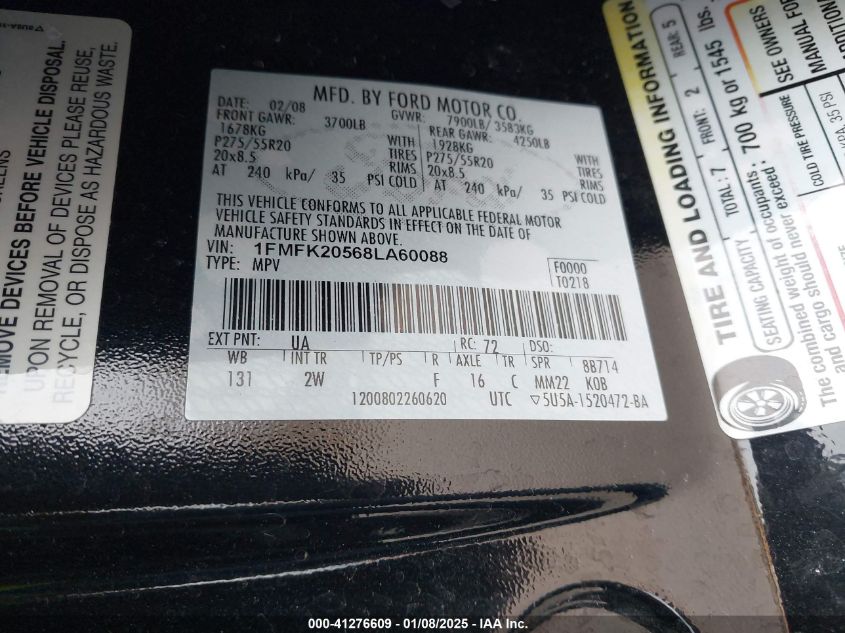 MFD. BY FORD MOTOR CO.
DATE: 02/08 GVWR: 7900LB/ 3583KG
FRONT GAWR: 3700LB REAR GAWR: 4250LB
1678KG WITH 1928KG WITH
P275/55R20 TIRES P275/55R20 TIRES
20x8.5 RIMS 20x8.5 RIMS
AT 240 kPa/ 35 PSI COLD AT 240 kPa/ 35 PSI COLD
THIS VEHICLE CONFORMS TO ALL APPLICABLE FEDERAL MOTOR
VEHICLE SAFETY STANDARDS IN EFFECT ON THE DATE OF
MANUFACTURE SHOWN ABOVE.
VIN: 1FMFK20568LA60088
TYPE: MPV
F0000
T0218
EXT PNT: UA RC: 72 DSO:
WB INT TR TP/PS R AXLE TR SPR 8B714
131 2W F 16 C MM22 KOB
1200802260620 UTC ▽5U5A-1520472-BA
MOVE DEVICES BEFORE VEHICLE DISPOSAL.
UPON REMOVAL OF DEVICES PLEASE REUSE,
RECYCLE, OR DISPOSE AS HAZARDOUS WASTE.
TIRE AND LOADING INFORMATION
SEATING CAPACITY TOTAL: 7 FRONT: 2 REAR: 5
The combined weight of occupants
and cargo should never exceed: 700 kg or 1545 lbs.
COLD TIRE PRESSURE
35 PSI
SEE OWNERS
MANUAL FOR
000-41276609 - 01/08/2025 - © IAA Inc.